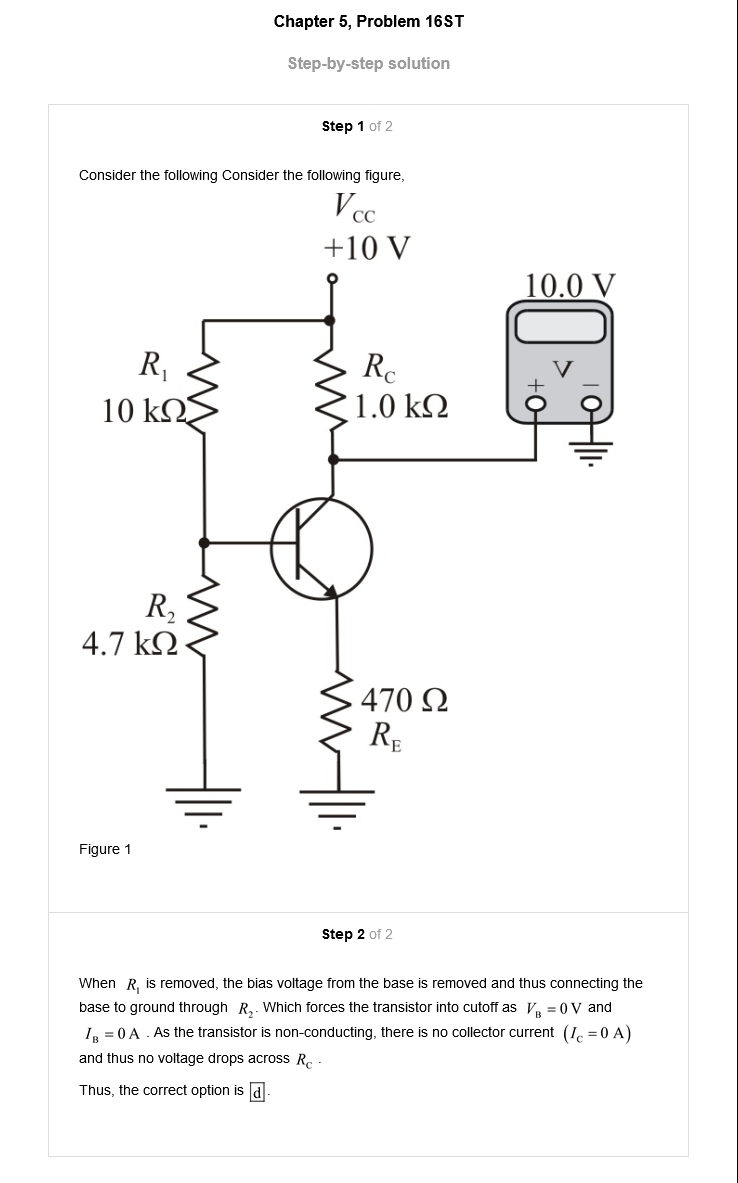 Chapter 5, Problem 16ST
Step-by-step solution
Step 1 of 2
Consider the following Consider the following figure,
V_CC
+10 V
10.0 V
R_1
10 kΩ
R_C
1.0 kΩ
V
+ −
R_2
4.7 kΩ
470 Ω
R_E
Figure 1
Step 2 of 2
When R_1 is removed, the bias voltage from the base is removed and thus connecting the
base to ground through R_2. Which forces the transistor into cutoff as V_B = 0 V and
I_B = 0 A . As the transistor is non-conducting, there is no collector current (I_C = 0 A)
and thus no voltage drops across R_C .
Thus, the correct option is d.